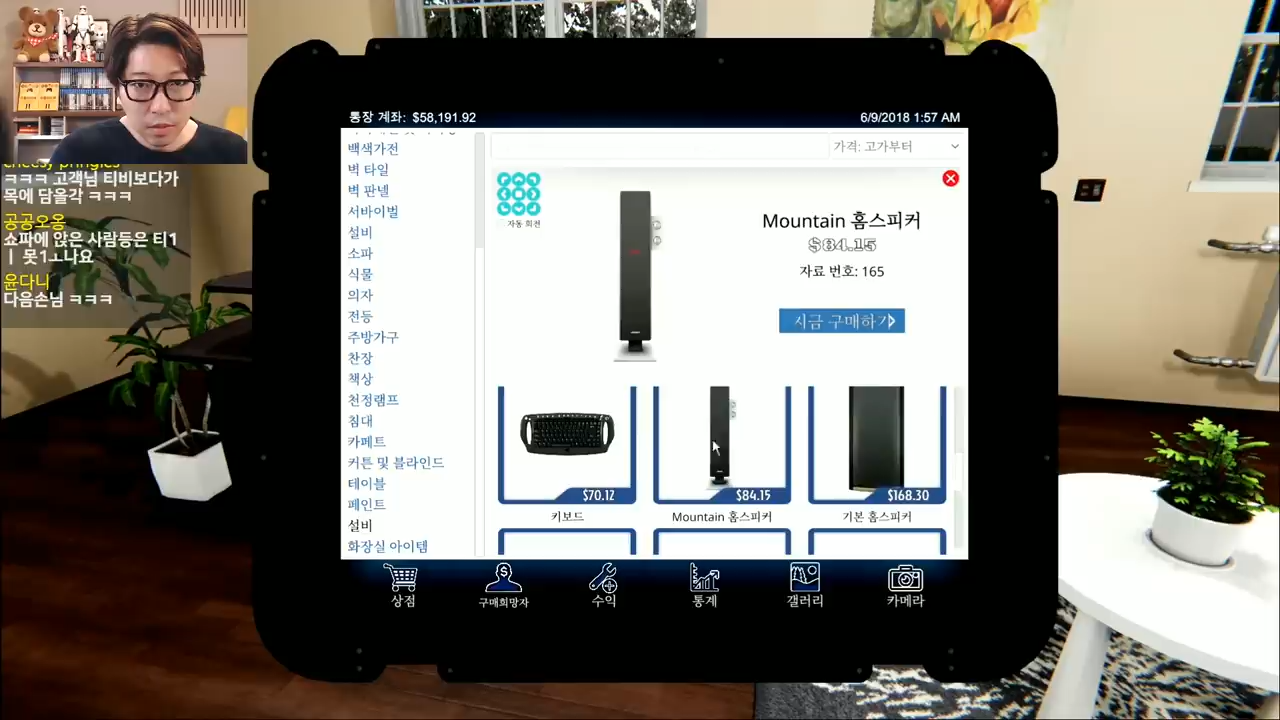 통장 계좌: $58,191.92
6/9/2018 1:57 AM
백색가전
벽 타일
벽 판넬
서바이벌
설비
소파
식물
의자
전등
주방가구
찬장
책상
천정램프
침대
카페트
커튼 및 블라인드
테이블
페인트
설비
화장실 아이템
가격: 고가부터
자동 회전
Mountain 홈스피커
$84.15
자료 번호: 165
지금 구매하기
$70.12
$84.15
$168.30
키보드
Mountain 홈스피커
기본 홈스피커
상점
구매희망자
수익
통계
갤러리
카메라
cheesy pringles
ㅋㅋㅋ 고객님 티비보다가
목에 담올각 ㅋㅋㅋ
공공오옹
쇼파에 앉은 사람등은 티1
ㅣ 못1ㅗ나요
윤다니
다음손님 ㅋㅋㅋ